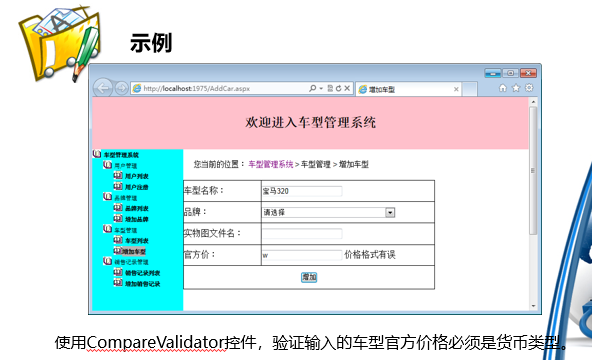 示例
http://localhost:1975/AddCar.aspx
增加车型
欢迎进入车型管理系统
车型管理系统
用户管理
用户列表
用户注册
品牌管理
品牌列表
增加品牌
车型管理
车型列表
增加车型
销售记录管理
销售记录列表
增加销售记录
您当前的位置： 车型管理系统 > 车型管理 > 增加车型
车型名称： 宝马320
品牌： 请选择
实物图文件名：
官方价： w 价格格式有误
增加
使用CompareValidator控件，验证输入的车型官方价格必须是货币类型。